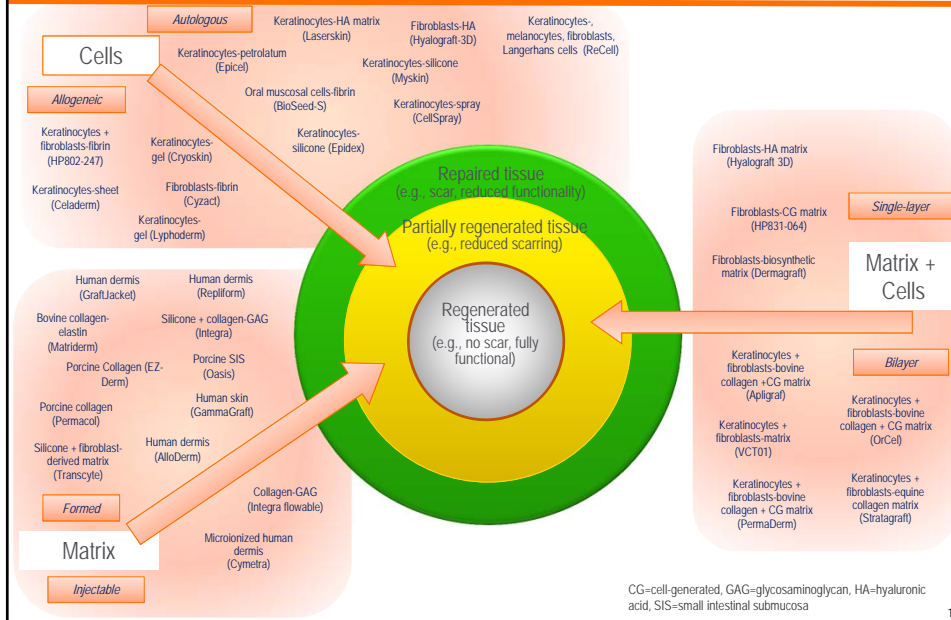 Autologous
Cells
Keratinocytes-HA matrix
(Laserskin)
Fibroblasts-HA
(Hyalograft-3D)
Keratinocytes-,
melanocytes, fibroblasts,
Langerhans cells (ReCell)
Keratinocytes-petrolatum
(Epicel)
Keratinocytes-silicone
(Myskin)
Oral muscosal cells-fibrin
(BioSeed-S)
Keratinocytes-spray
(CellSpray)
Keratinocytes-
silicone (Epidex)
Allogeneic
Keratinocytes +
fibroblasts-fibrin
(HP802-247)
Keratinocytes-
gel (Cryoskin)
Keratinocytes-sheet
(Celaderm)
Fibroblasts-fibrin
(Cyzact)
Keratinocytes-
gel (Lyphoderm)
Repaired tissue
(e.g., scar, reduced functionality)
Partially regenerated tissue
(e.g., reduced scarring)
Regenerated
tissue
(e.g., no scar, fully
functional)
Fibroblasts-HA matrix
(Hyalograft 3D)
Single-layer
Fibroblasts-CG matrix
(HP831-064)
Fibroblasts-biosynthetic
matrix (Dermagraft)
Matrix +
Cells
Bilayer
Keratinocytes +
fibroblasts-bovine
collagen +CG matrix
(Apligraf)
Keratinocytes +
fibroblasts-bovine
collagen + CG matrix
(OrCel)
Keratinocytes +
fibroblasts-matrix
(VCT01)
Keratinocytes +
fibroblasts-bovine
collagen + CG matrix
(PermaDerm)
Keratinocytes +
fibroblasts-equine
collagen matrix
(Stratagraft)
Human dermis
(GraftJacket)
Human dermis
(Repliform)
Bovine collagen-
elastin
(Matriderm)
Silicone + collagen-GAG
(Integra)
Porcine Collagen (EZ-
Derm)
Porcine SIS
(Oasis)
Porcine collagen
(Permacol)
Human skin
(GammaGraft)
Silicone + fibroblast-
derived matrix
(Transcyte)
Human dermis
(AlloDerm)
Formed
Matrix
Injectable
Collagen-GAG
(Integra flowable)
Microionized human
dermis
(Cymetra)
CG=cell-generated, GAG=glycosaminoglycan, HA=hyaluronic
acid, SIS=small intestinal submucosa
1